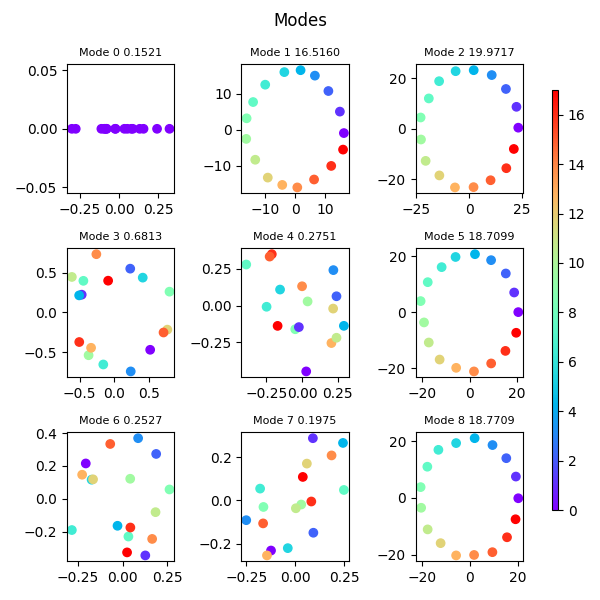 Modes
Mode 0 0.1521
Mode 1 16.5160
Mode 2 19.9717
0.05
0.00
−0.05
−0.25 0.00 0.25
10
0
−10
−10 0 10
20
0
−20
−25 0 25
Mode 3 0.6813
Mode 4 0.2751
Mode 5 18.7099
0.5
0.0
−0.5
−0.5 0.0 0.5
0.25
0.00
−0.25
−0.25 0.00 0.25
20
0
−20
−20 0 20
Mode 6 0.2527
Mode 7 0.1975
Mode 8 18.7709
0.4
0.2
0.0
−0.2
−0.25 0.00 0.25
0.2
0.0
−0.2
−0.25 0.00 0.25
20
0
−20
−20 0 20
16
14
12
10
8
6
4
2
0